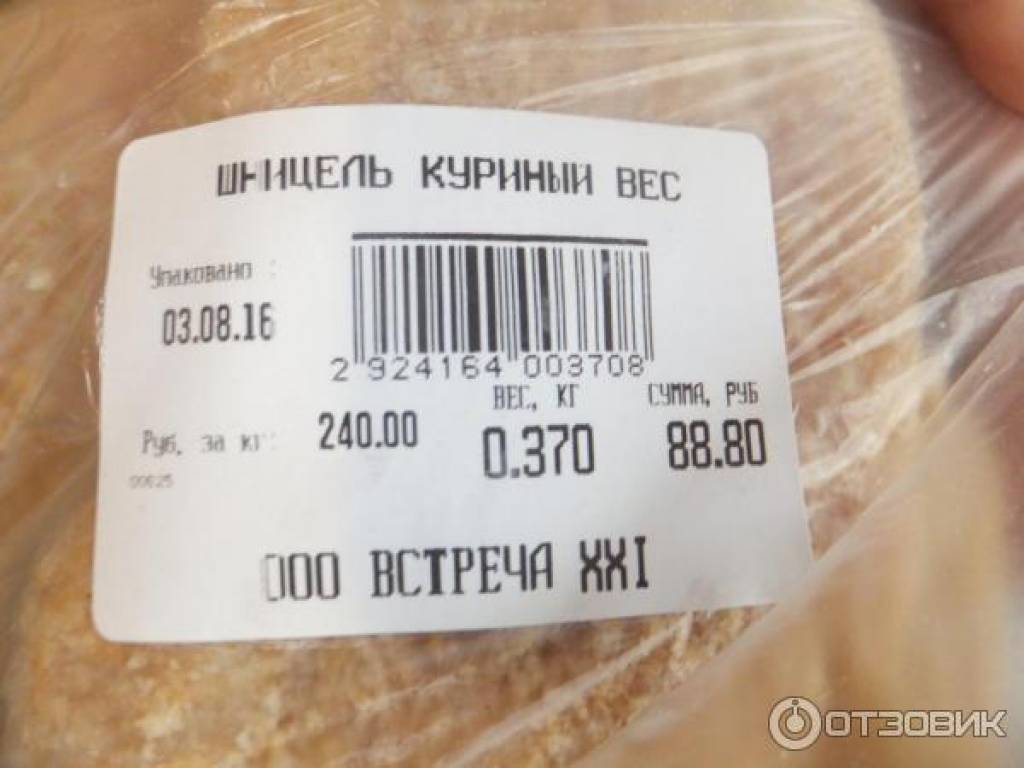 ШНИЦЕЛЬ КУРИНЫЙ ВЕС
Упаковано :
03.08.16
2 924164 003708
ВЕС, КГ
СУММА, РУБ
Руб. за кг:
240.00
0.370
88.80
00625
ООО ВСТРЕЧА XXI
ОТЗОВИК